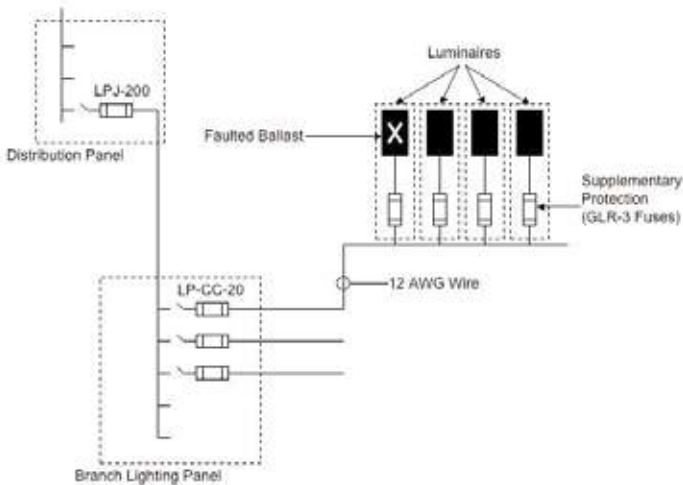 LPJ-200
Distribution Panel
Luminaires
Faulted Ballast
X
Supplementary
Protection
(GLR-3 Fuses)
LP-CC-20
12 AWG Wire
Branch Lighting Panel